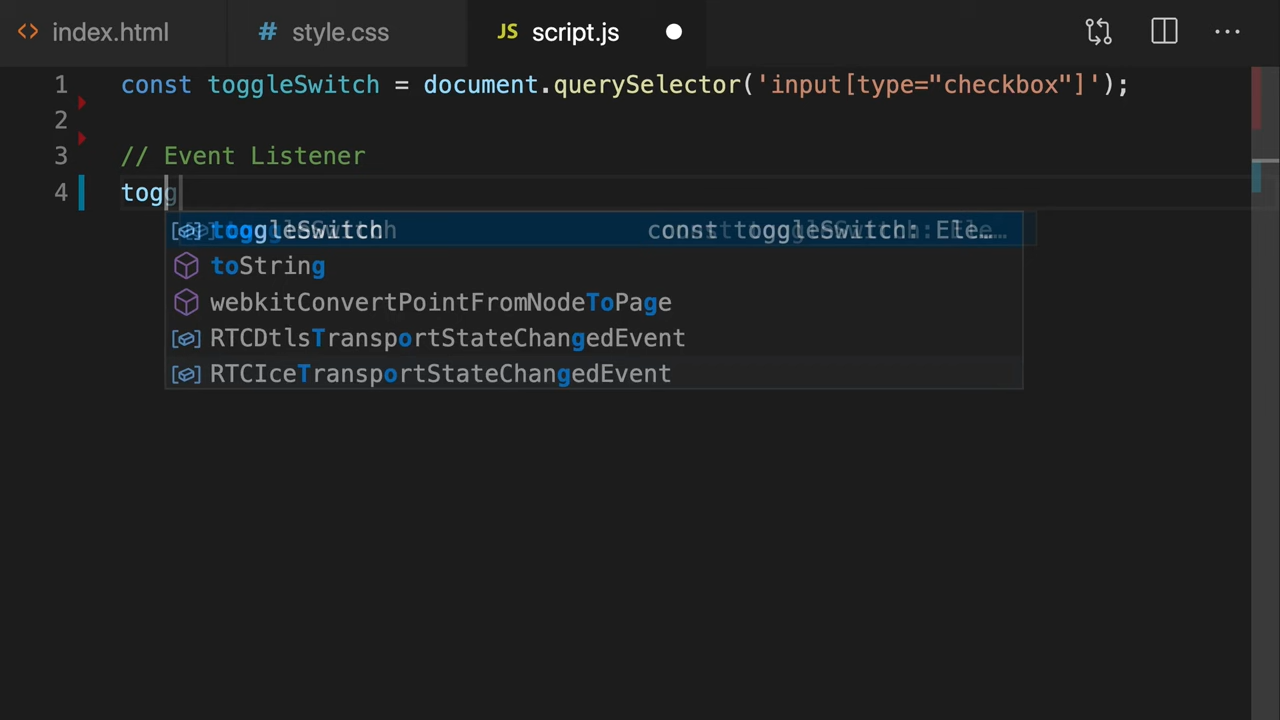 index.html
# style.css
JS script.js
1 const toggleSwitch = document.querySelector('input[type="checkbox"]');
2
3 // Event Listener
4 togg
toggleSwitch const toggleSwitch: Ele…
toString
webkitConvertPointFromNodeToPage
RTCDtlsTransportStateChangedEvent
RTCIceTransportStateChangedEvent